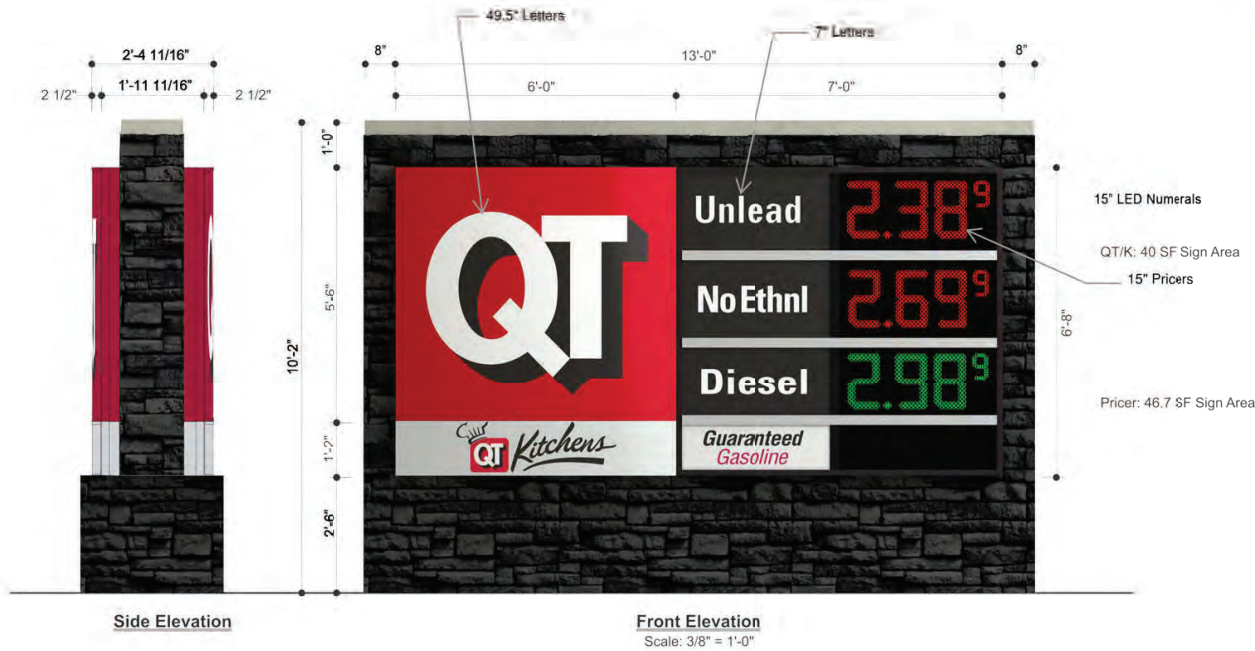 49.5" Letters
7" Letters
2'-4 11/16"
8"
13'-0"
8"
2 1/2"
1'-11 11/16"
2 1/2"
6'-0"
7'-0"
1'-0"
Unlead
2.38 9
15" LED Numerals
QT
QT/K: 40 SF Sign Area
15" Pricers
5'-6"
No Ethnl
2.69 9
6'-8"
10'-2"
Diesel
2.98 9
Pricer: 46.7 SF Sign Area
1'-2"
QT Kitchens
Guaranteed
Gasoline
2'-6"
Side Elevation
Front Elevation
Scale: 3/8" = 1'-0"